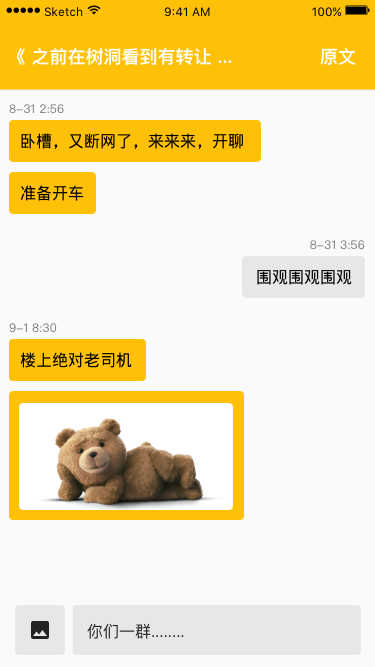 Sketch 9:41 AM 100%
《 之前在树洞看到有转让 ... 原文
8-31 2:56
卧槽，又断网了，来来来，开聊
准备开车
8-31 3:56
围观围观围观
9-1 8:30
楼上绝对老司机
你们一群........